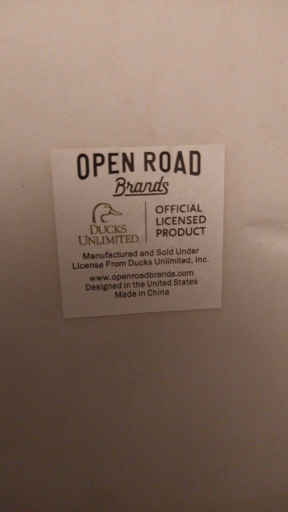 OPEN ROAD
Brands
DUCKS
UNLIMITED
OFFICIAL
LICENSED
PRODUCT
Manufactured and Sold Under
License From Ducks Unlimited, Inc.
www.openroadbrands.com
Designed in the United States
Made in China